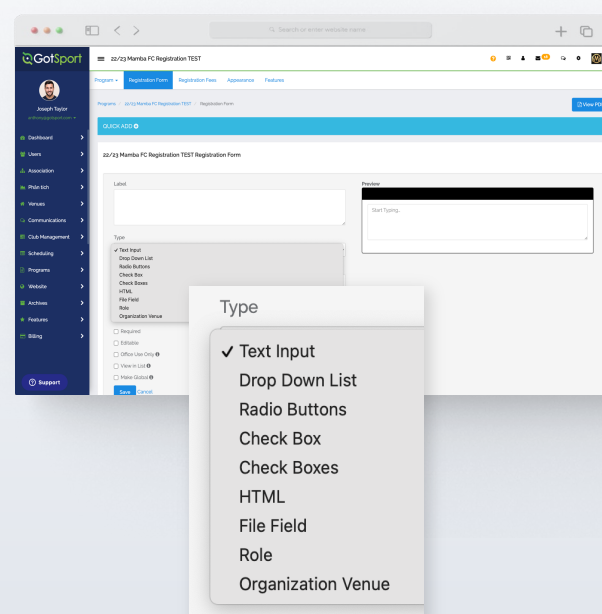 Search or enter website name
GotSport
22/23 Mamba FC Registration TEST
Joseph Taylor
Program
Registration Form
Registration Fees
Appearance
Features
Programs / 22/23 Mamba FC Registration TEST / Registration Form
View PDF
QUICK ADD
Dashboard
Users
Association
Phân tích
Venues
Communications
Club Management
Scheduling
Programs
Website
Archives
Features
Billing
Support
22/23 Mamba FC Registration TEST Registration Form
Label
Preview
Start Typing..
Type
✓ Text Input
Drop Down List
Radio Buttons
Check Box
Check Boxes
HTML
File Field
Role
Organization Venue
Required
Editable
Office Use Only
View in List
Make Global
Save Cancel
Type
✓ Text Input
Drop Down List
Radio Buttons
Check Box
Check Boxes
HTML
File Field
Role
Organization Venue